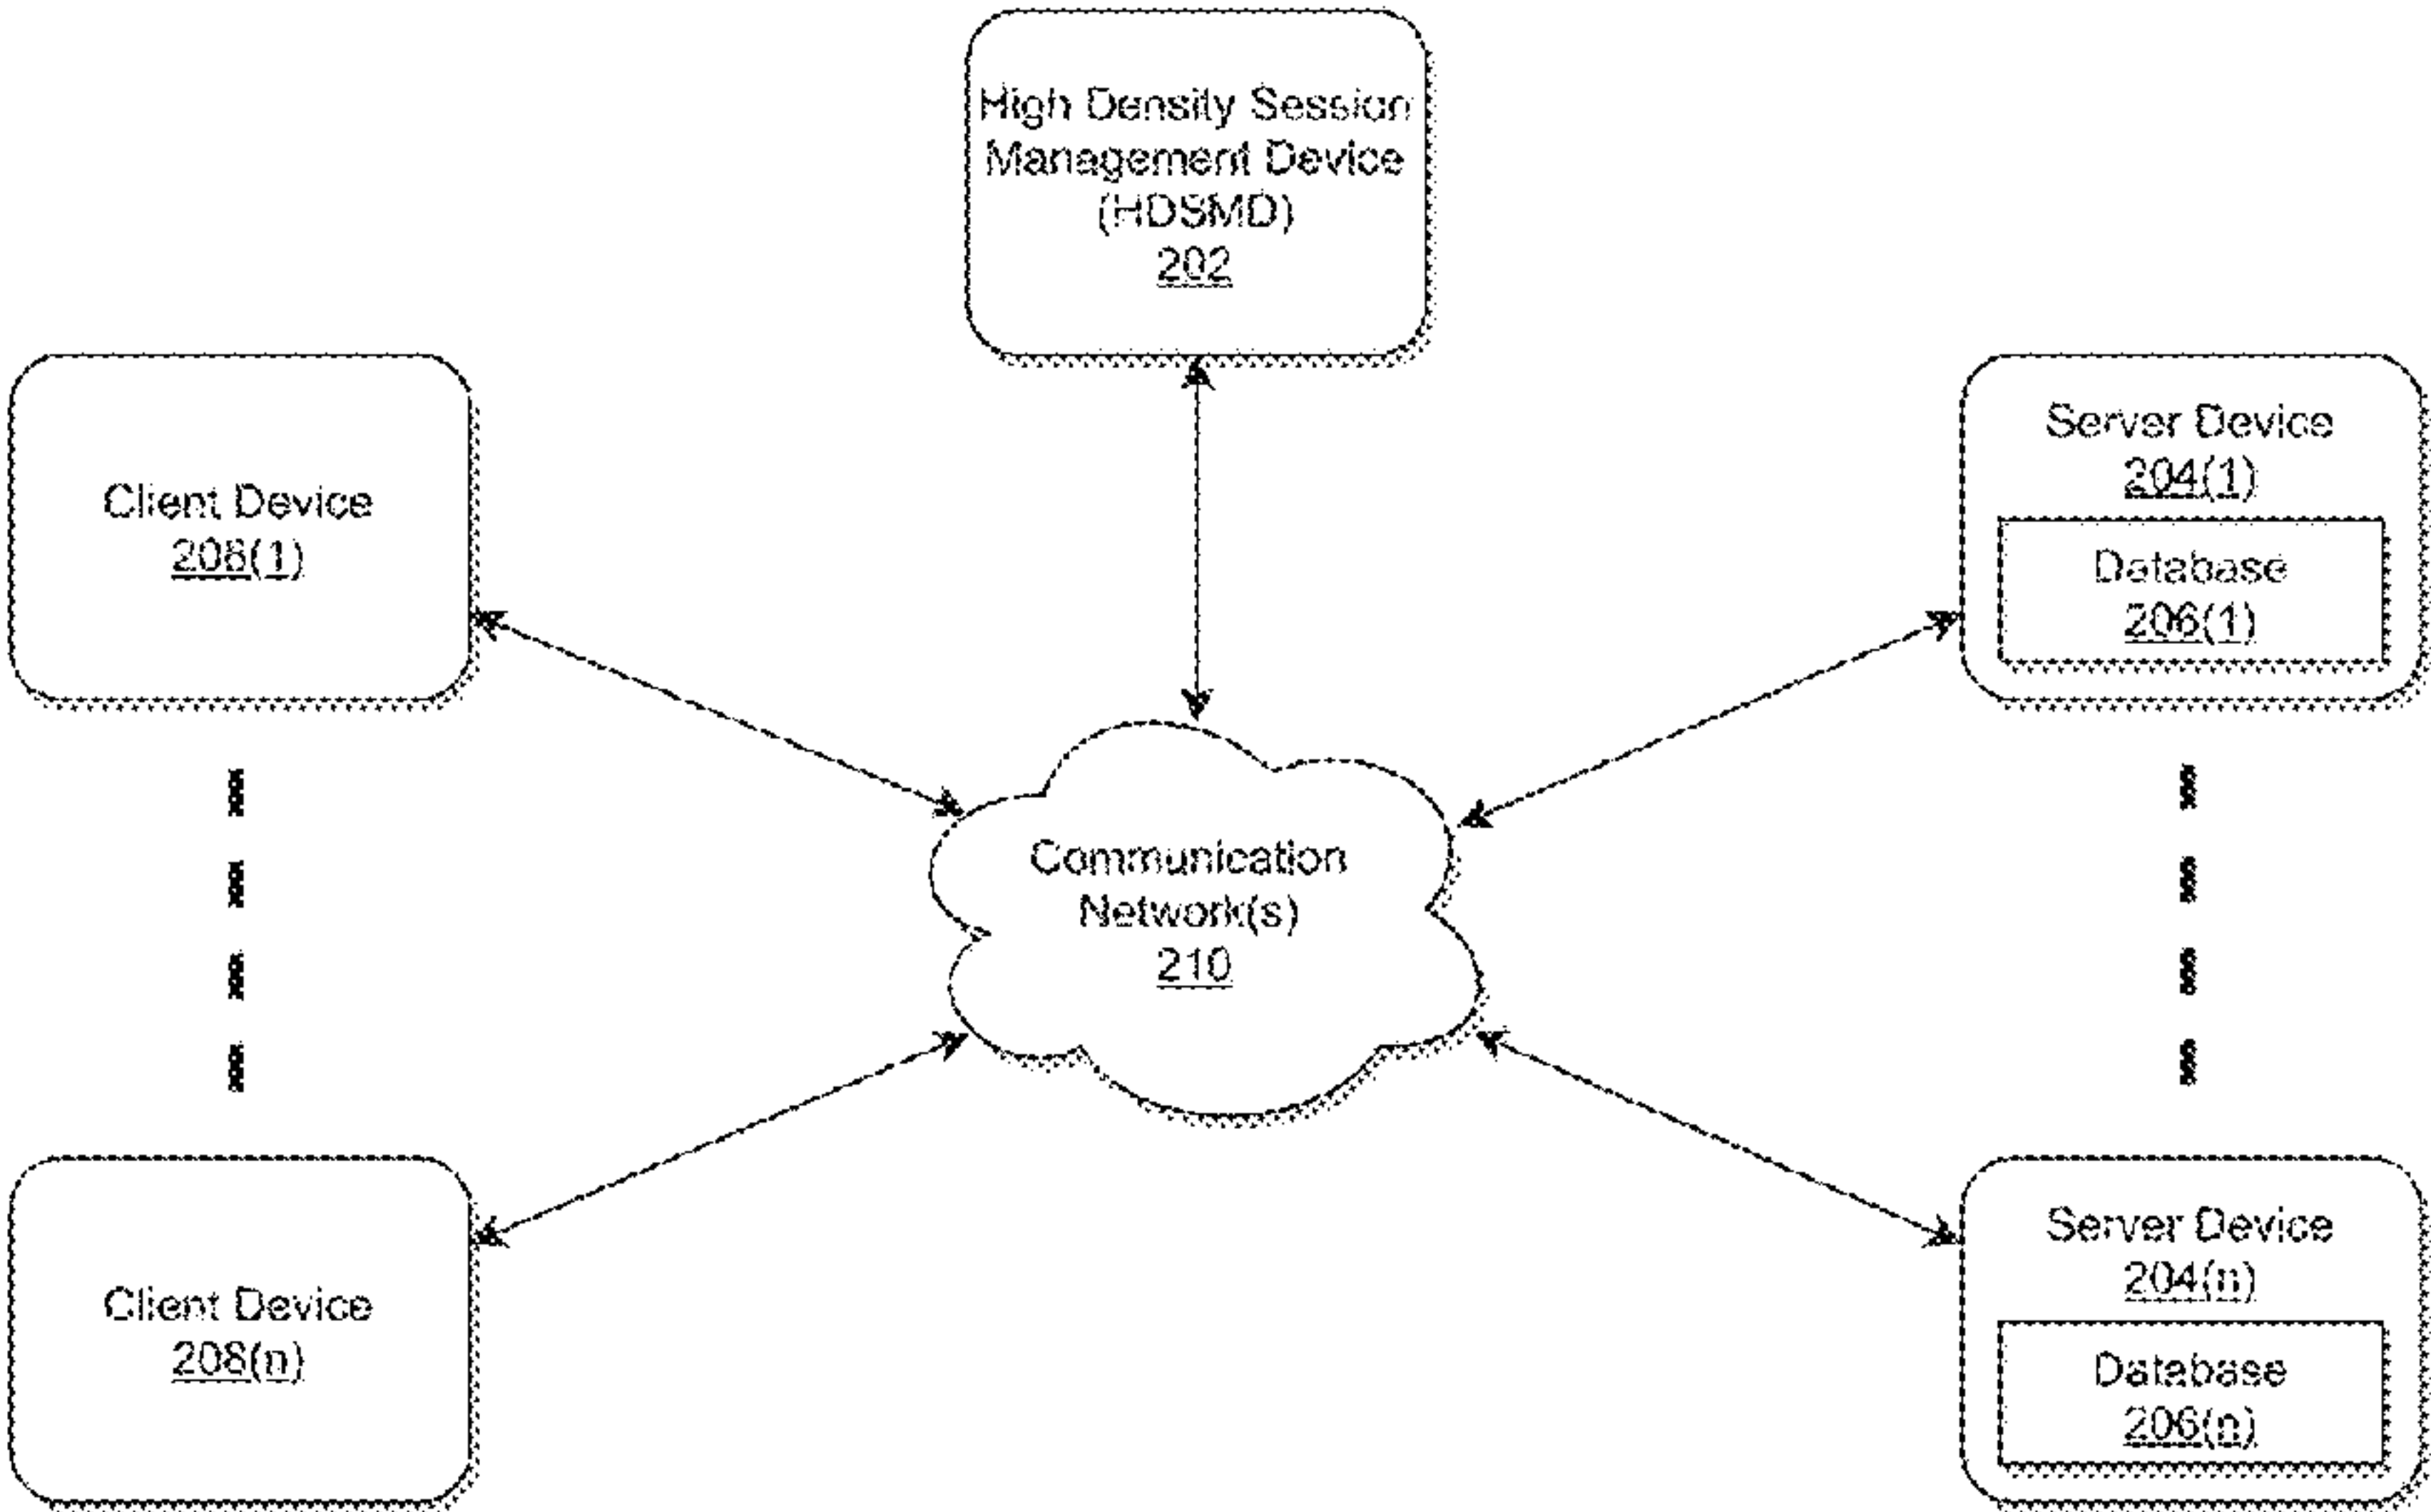 High Density Session
Management Device
(HDSMD)
202
Client Device
208(1)
Server Device
204(1)
Database
206(1)
Communication
Network(s)
210
Client Device
208(n)
Server Device
204(n)
Database
206(n)